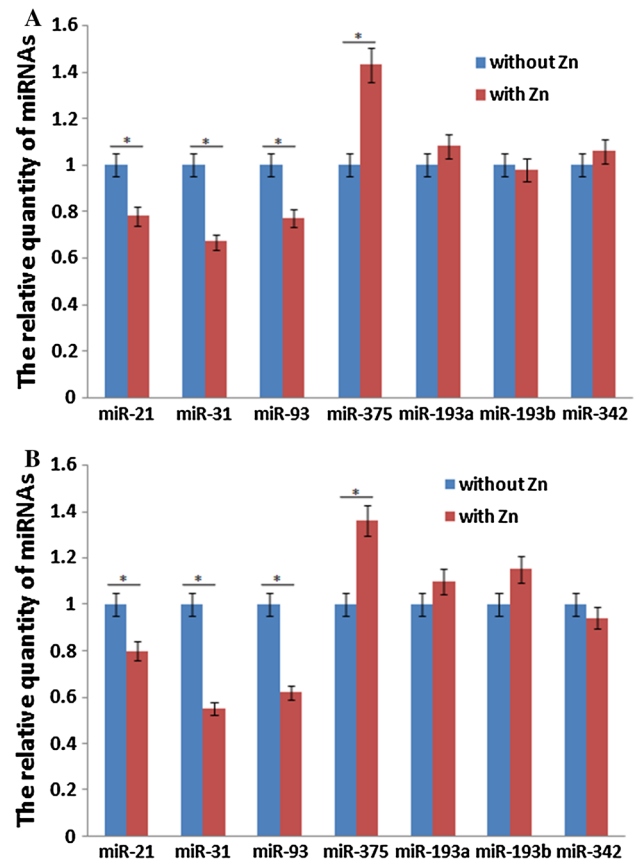 A
The relative quantity of miRNAs
1.6
1.4
1.2
1
0.8
0.6
0.4
0.2
0
without Zn
with Zn
*
*
*
*
miR-21 miR-31 miR-93 miR-375 miR-193a miR-193b miR-342
B
The relative quantity of miRNAs
1.6
1.4
1.2
1
0.8
0.6
0.4
0.2
0
without Zn
with Zn
*
*
*
*
miR-21 miR-31 miR-93 miR-375 miR-193a miR-193b miR-342